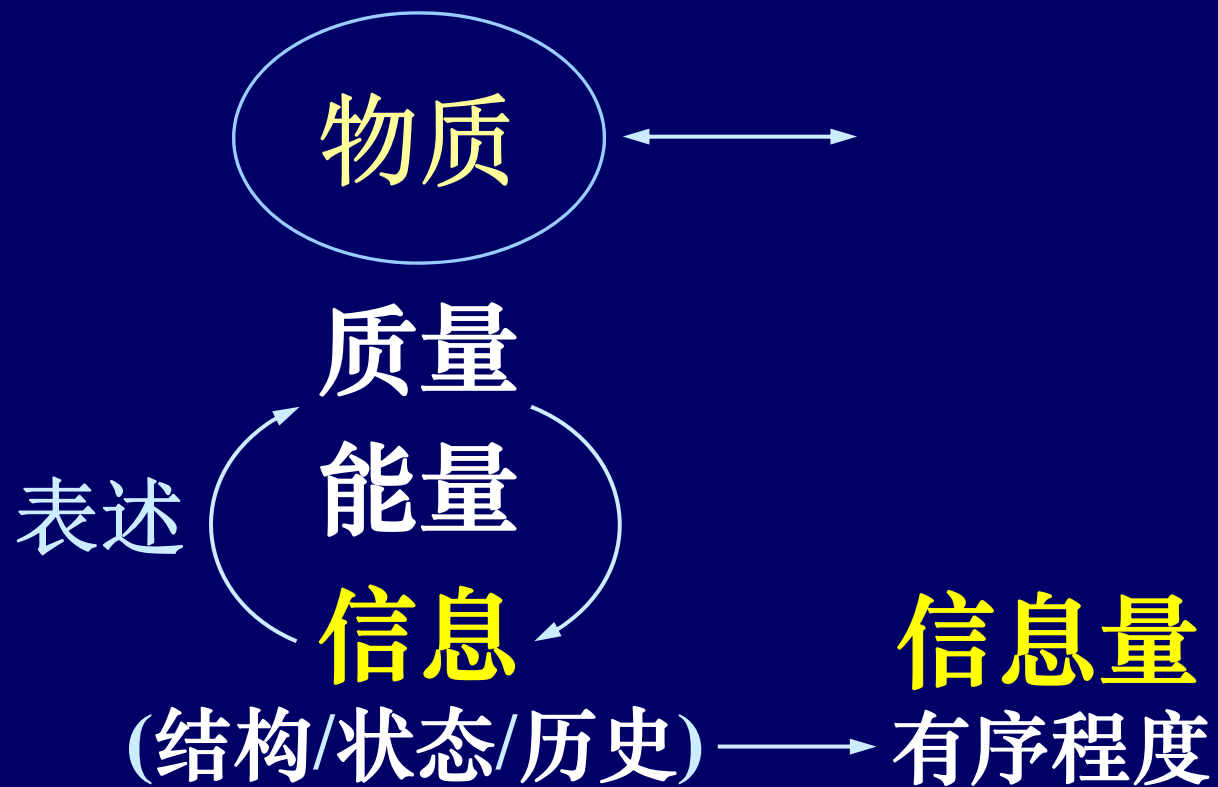 物质
质量
能量
表述
信息
信息量
(结构/状态/历史)
有序程度